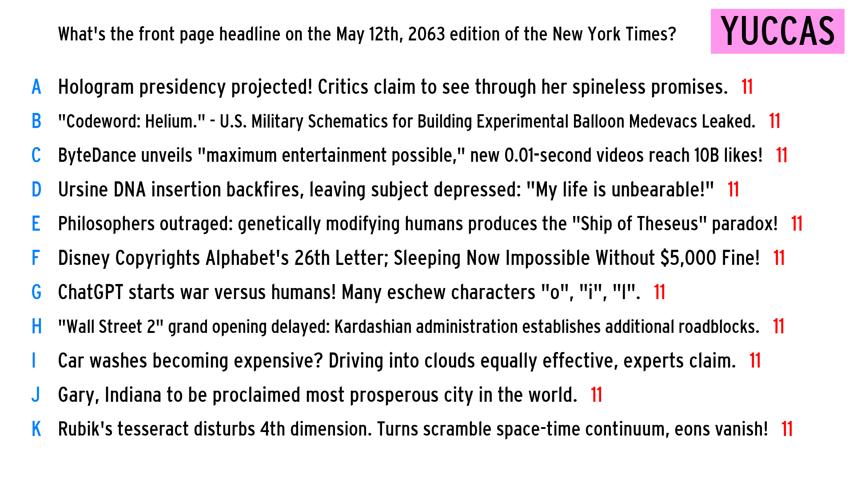 What's the front page headline on the May 12th, 2063 edition of the New York Times?
YUCCAS
A Hologram presidency projected! Critics claim to see through her spineless promises. 11
B "Codeword: Helium." - U.S. Military Schematics for Building Experimental Balloon Medevacs Leaked. 11
C ByteDance unveils "maximum entertainment possible," new 0.01-second videos reach 10B likes! 11
D Ursine DNA insertion backfires, leaving subject depressed: "My life is unbearable!" 11
E Philosophers outraged: genetically modifying humans produces the "Ship of Theseus" paradox! 11
F Disney Copyrights Alphabet's 26th Letter; Sleeping Now Impossible Without $5,000 Fine! 11
G ChatGPT starts war versus humans! Many eschew characters "o", "i", "l". 11
H "Wall Street 2" grand opening delayed: Kardashian administration establishes additional roadblocks. 11
I Car washes becoming expensive? Driving into clouds equally effective, experts claim. 11
J Gary, Indiana to be proclaimed most prosperous city in the world. 11
K Rubik's tesseract disturbs 4th dimension. Turns scramble space-time continuum, eons vanish! 11